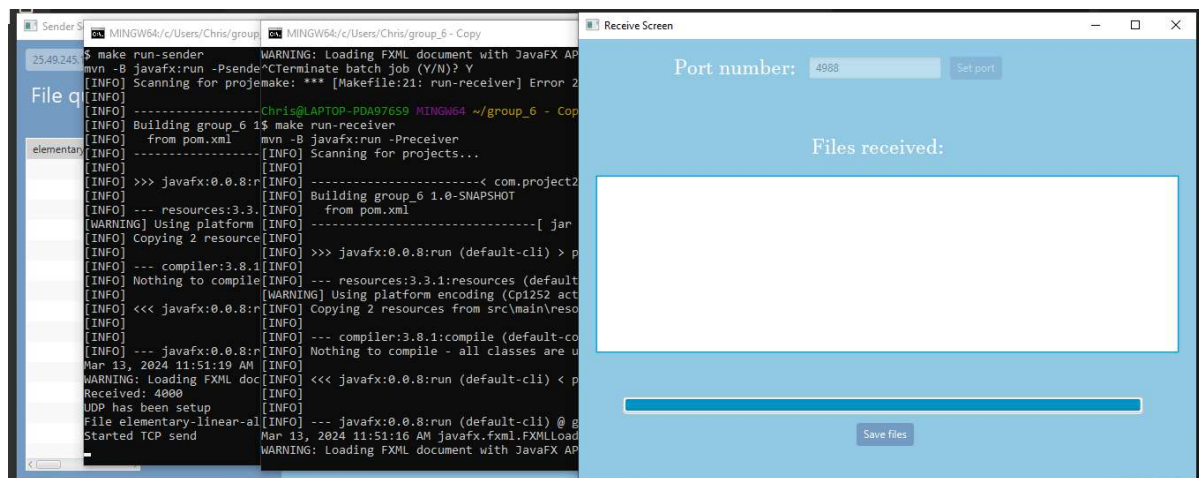 Sender S
25.49.245.
File q
elementary
MINGW64:/c/Users/Chris/group
$ make run-sender
mvn -B javafx:run -Psende
[INFO] Scanning for proje
[INFO]
[INFO] ------------------
[INFO] Building group_6 1
[INFO]   from pom.xml
[INFO] ------------------
[INFO]
[INFO] >>> javafx:0.0.8:r
[INFO]
[INFO] --- resources:3.3.
[WARNING] Using platform
[INFO] Copying 2 resource
[INFO]
[INFO] --- compiler:3.8.1
[INFO] Nothing to compile
[INFO]
[INFO] <<< javafx:0.0.8:r
[INFO]
[INFO]
[INFO] --- javafx:0.0.8:r
Mar 13, 2024 11:51:19 AM
WARNING: Loading FXML doc
Received: 4000
UDP has been setup
File elementary-linear-al
Started TCP send
MINGW64:/c/Users/Chris/group_6 - Copy
WARNING: Loading FXML document with JavaFX AP
^CTerminate batch job (Y/N)? Y
make: *** [Makefile:21: run-receiver] Error 2
Chris@LAPTOP-PDA976S9 MINGW64 ~/group_6 - Cop
$ make run-receiver
mvn -B javafx:run -Preceiver
[INFO] Scanning for projects...
[INFO]
[INFO] ------------------------< com.project2
[INFO] Building group_6 1.0-SNAPSHOT
[INFO]   from pom.xml
[INFO] --------------------------------[ jar
[INFO]
[INFO] >>> javafx:0.0.8:run (default-cli) > p
[INFO]
[INFO] --- resources:3.3.1:resources (default
[WARNING] Using platform encoding (Cp1252 act
[INFO] Copying 2 resources from src\main\reso
[INFO]
[INFO] --- compiler:3.8.1:compile (default-co
[INFO] Nothing to compile - all classes are u
[INFO]
[INFO] <<< javafx:0.0.8:run (default-cli) < p
[INFO]
[INFO]
[INFO] --- javafx:0.0.8:run (default-cli) @ g
Mar 13, 2024 11:51:16 AM javafx.fxml.FXMLLoad
WARNING: Loading FXML document with JavaFX AP
Receive Screen
Port number: 4988 Set port
Files received:
Save files